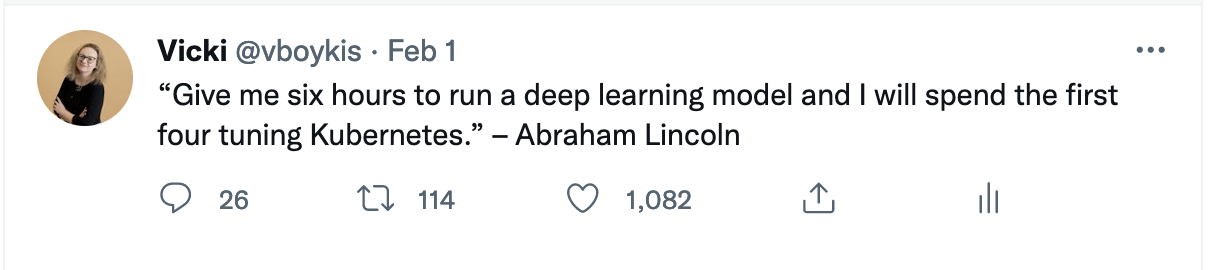 Vicki @vboykis · Feb 1
“Give me six hours to run a deep learning model and I will spend the first
four tuning Kubernetes.” – Abraham Lincoln
26 114 1,082